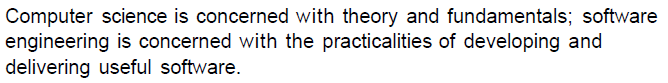 Computer science is concerned with theory and fundamentals; software
engineering is concerned with the practicalities of developing and
delivering useful software.